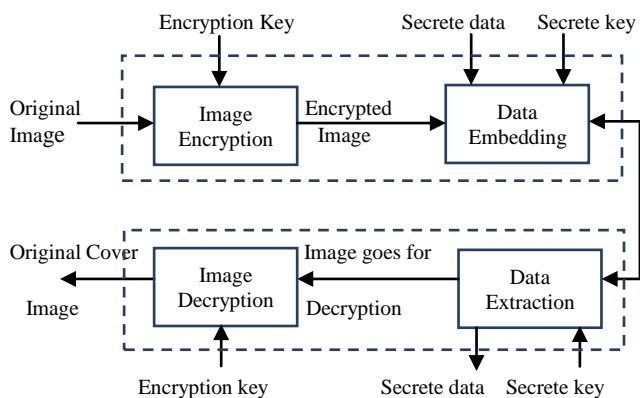 Encryption Key
Secrete data
Secrete key
Original
Image
Image
Encryption
Encrypted
Image
Data
Embedding
Original Cover
Image
Image
Decryption
Image goes for
Decryption
Data
Extraction
Encryption key
Secrete data
Secrete key